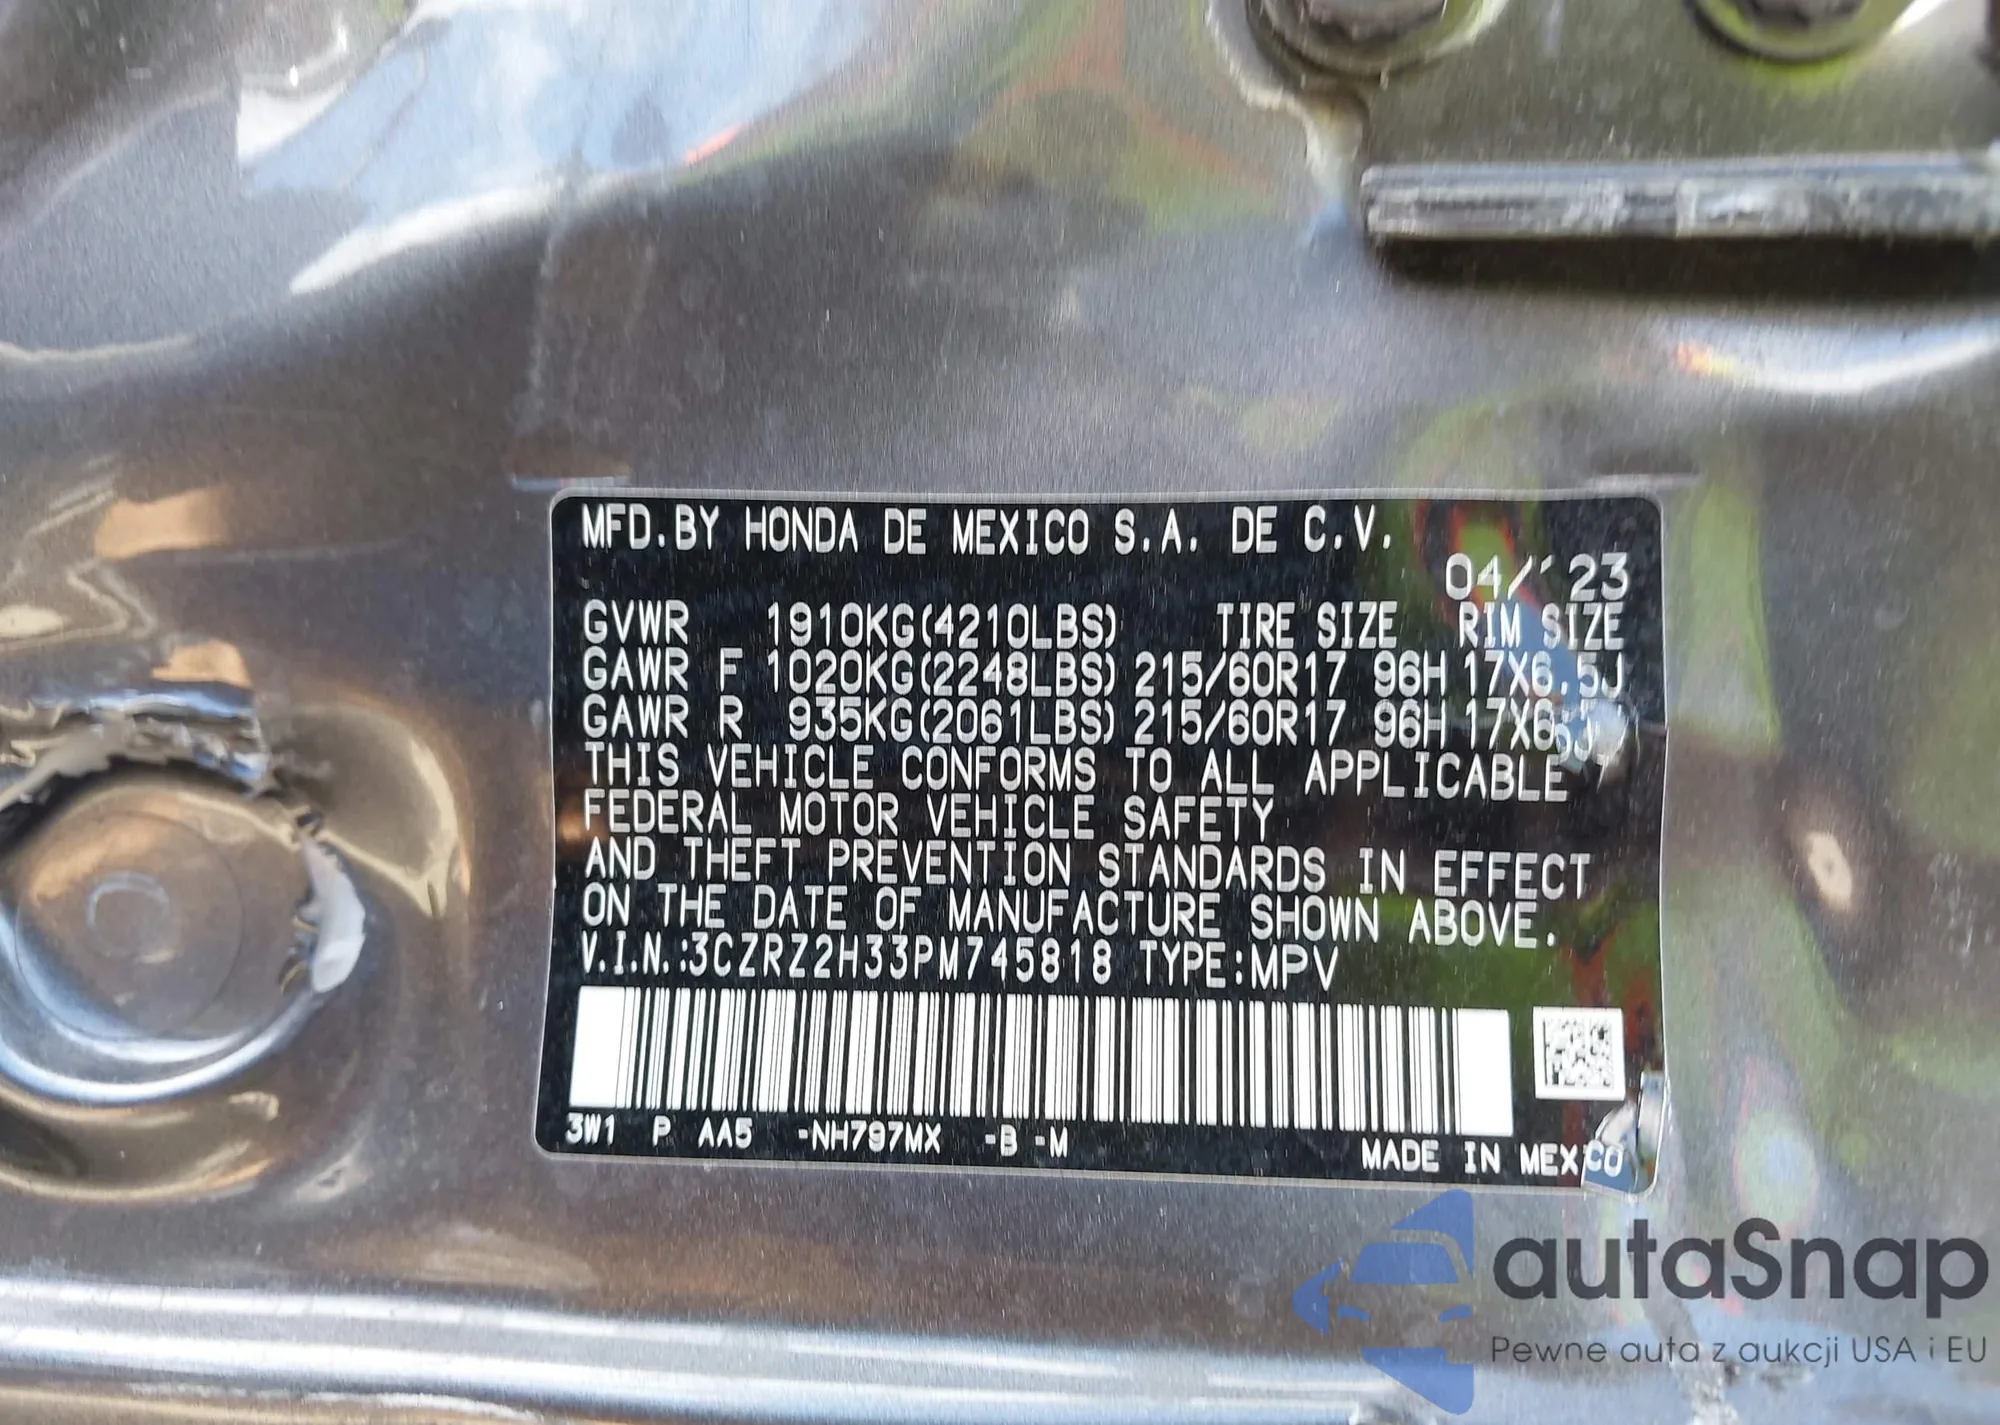 MFD.BY HONDA DE MEXICO S.A. DE C.V.
04/'23
GVWR 1910KG(4210LBS) TIRE SIZE RIM SIZE
GAWR F 1020KG(2248LBS) 215/60R17 96H 17X6.5J
GAWR R 935KG(2061LBS) 215/60R17 96H 17X6.5J
THIS VEHICLE CONFORMS TO ALL APPLICABLE
FEDERAL MOTOR VEHICLE SAFETY
AND THEFT PREVENTION STANDARDS IN EFFECT
ON THE DATE OF MANUFACTURE SHOWN ABOVE.
V.I.N.:3CZRZ2H33PM745818 TYPE:MPV
3W1 P AA5 -NH797MX -B -M
MADE IN MEXICO
autaSnap
Pewne auta z aukcji USA i EU